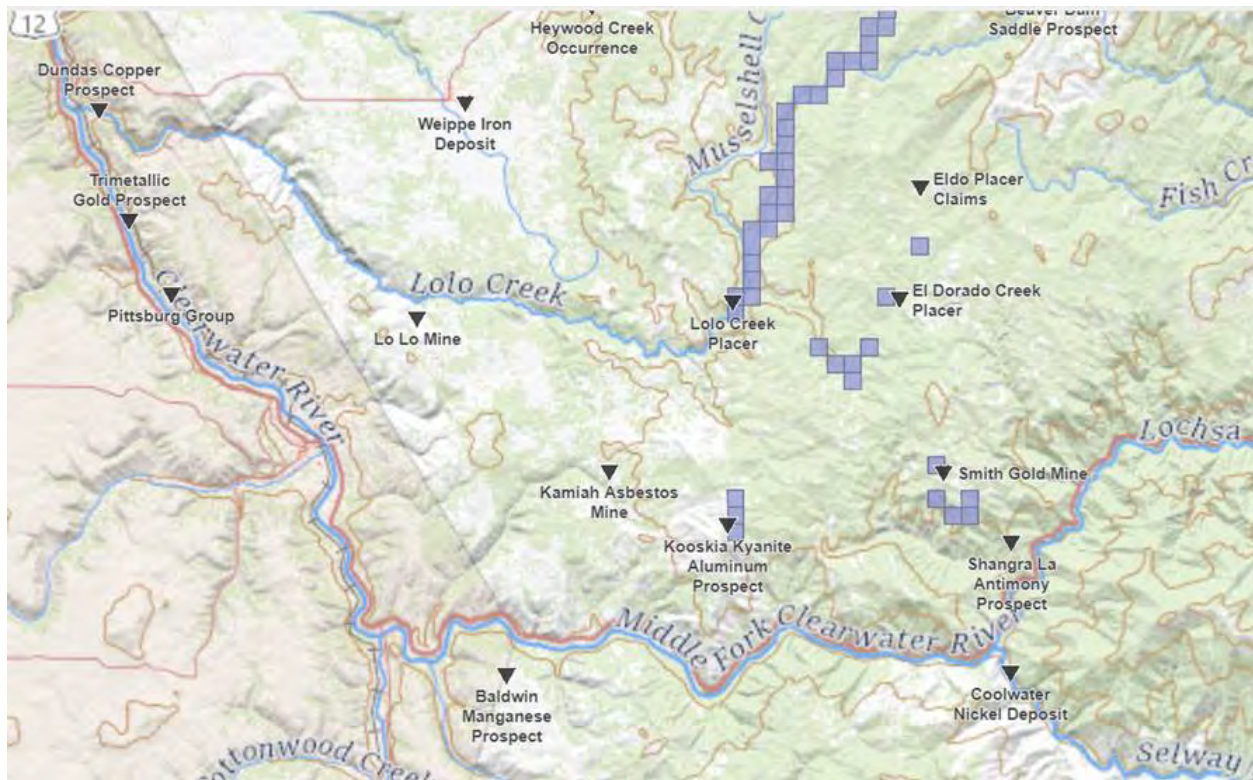 12
Heywood Creek
Occurrence
Musselshell C
Beaver Dam
Saddle Prospect
Dundas Copper
Prospect
Weippe Iron
Deposit
Trimetallic
Gold Prospect
Eldo Placer
Claims
Fish Cr
Clearwater River
Pittsburg Group
Lolo Creek
Lo Lo Mine
Lolo Creek
Placer
El Dorado Creek
Placer
Lochsa
Kamiah Asbestos
Mine
Smith Gold Mine
Kooskia Kyanite
Aluminum
Prospect
Shangra La
Antimony
Prospect
Middle Fork Clearwater River
Baldwin
Manganese
Prospect
Coolwater
Nickel Deposit
ottonwood Creek
Selway